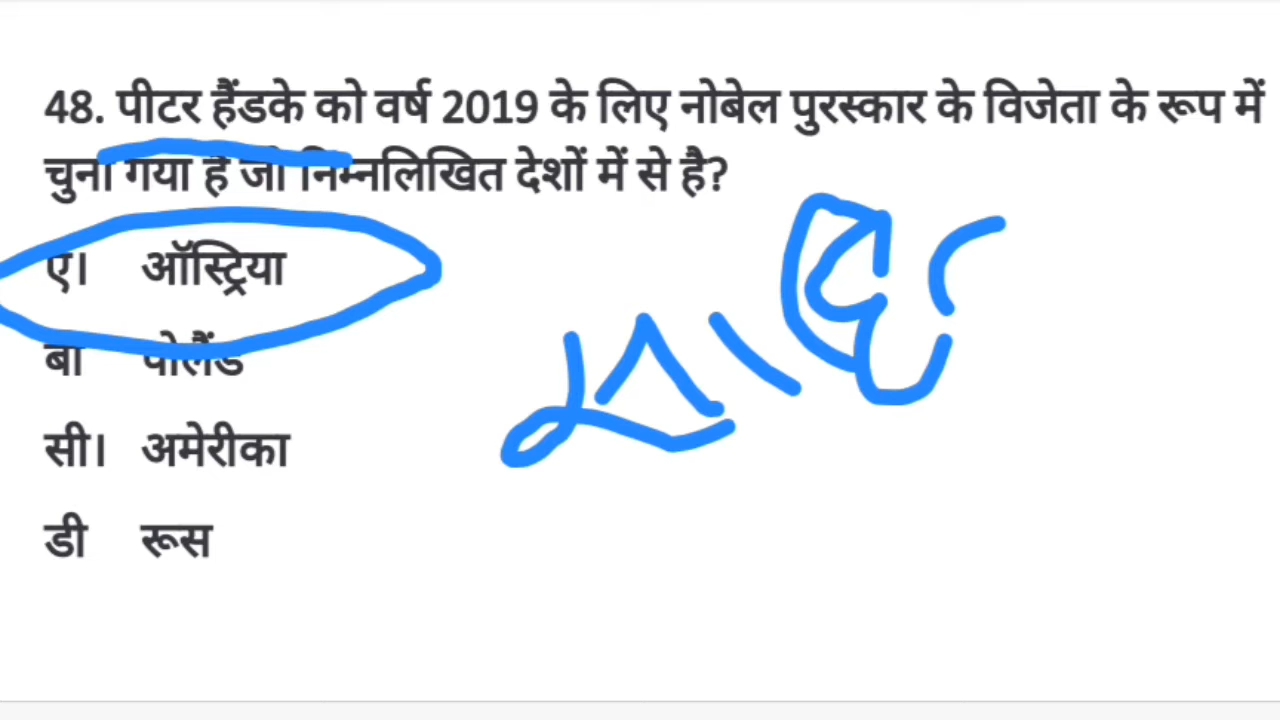 48. पीटर हैंडके को वर्ष 2019 के लिए नोबेल पुरस्कार के विजेता के रूप में
चुना गया है जो निम्नलिखित देशों में से है?
ए। ऑस्ट्रिया
बी पोलैंड
सी। अमेरीका
डी रूस